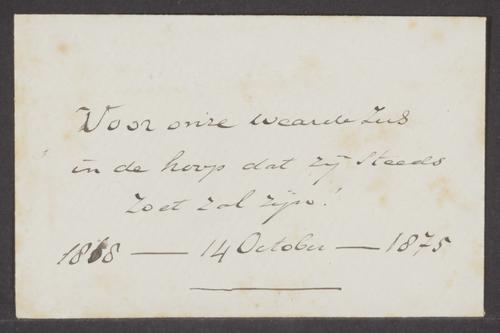 Voor onze waarde Zus
in de hoop dat zij steeds
zoet zal zijn!
1868 — 14 October — 1875